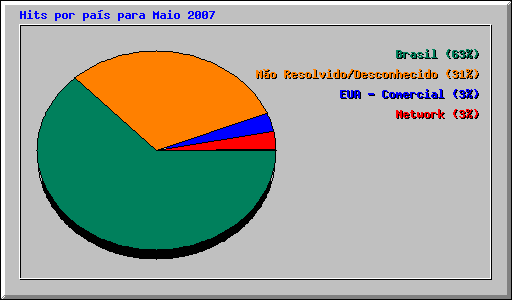 Hits por país para Maio 2007
Brasil (63%)
Não Resolvido/Desconhecido (31%)
EUA - Comercial (3%)
Network (3%)